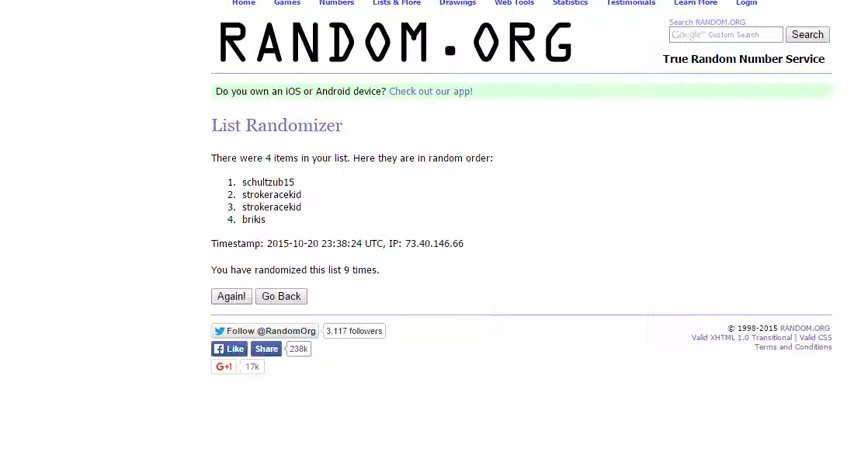 Home Games Numbers Lists & More Drawings Web Tools Statistics Testimonials Learn More Login
RANDOM.ORG
Search RANDOM.ORG
Google™ Custom Search Search
True Random Number Service
Do you own an iOS or Android device? Check out our app!
List Randomizer
There were 4 items in your list. Here they are in random order:
1. schultzub15
2. strokeracekid
3. strokeracekid
4. brikis
Timestamp: 2015-10-20 23:38:24 UTC, IP: 73.40.146.66
You have randomized this list 9 times.
Again! Go Back
Follow @RandomOrg 3,117 followers
Like Share 238k
G+1 17k
© 1998-2015 RANDOM.ORG
Valid XHTML 1.0 Transitional | Valid CSS
Terms and Conditions